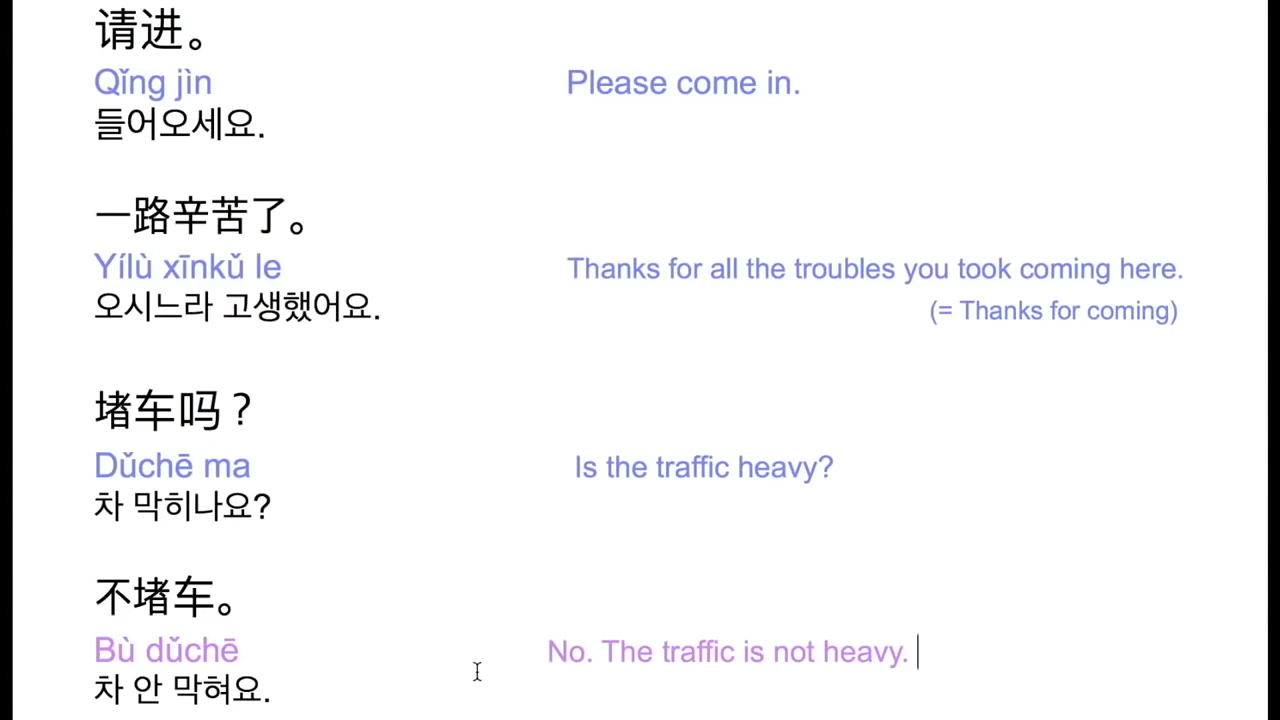 请进。
Qǐng jìn
Please come in.
들어오세요.
一路辛苦了。
Yílù xīnkǔ le
Thanks for all the troubles you took coming here.
오시느라 고생했어요.
(= Thanks for coming)
堵车吗？
Dǔchē ma
Is the traffic heavy?
차 막히나요?
不堵车。
Bù dǔchē
No. The traffic is not heavy.
차 안 막혀요.